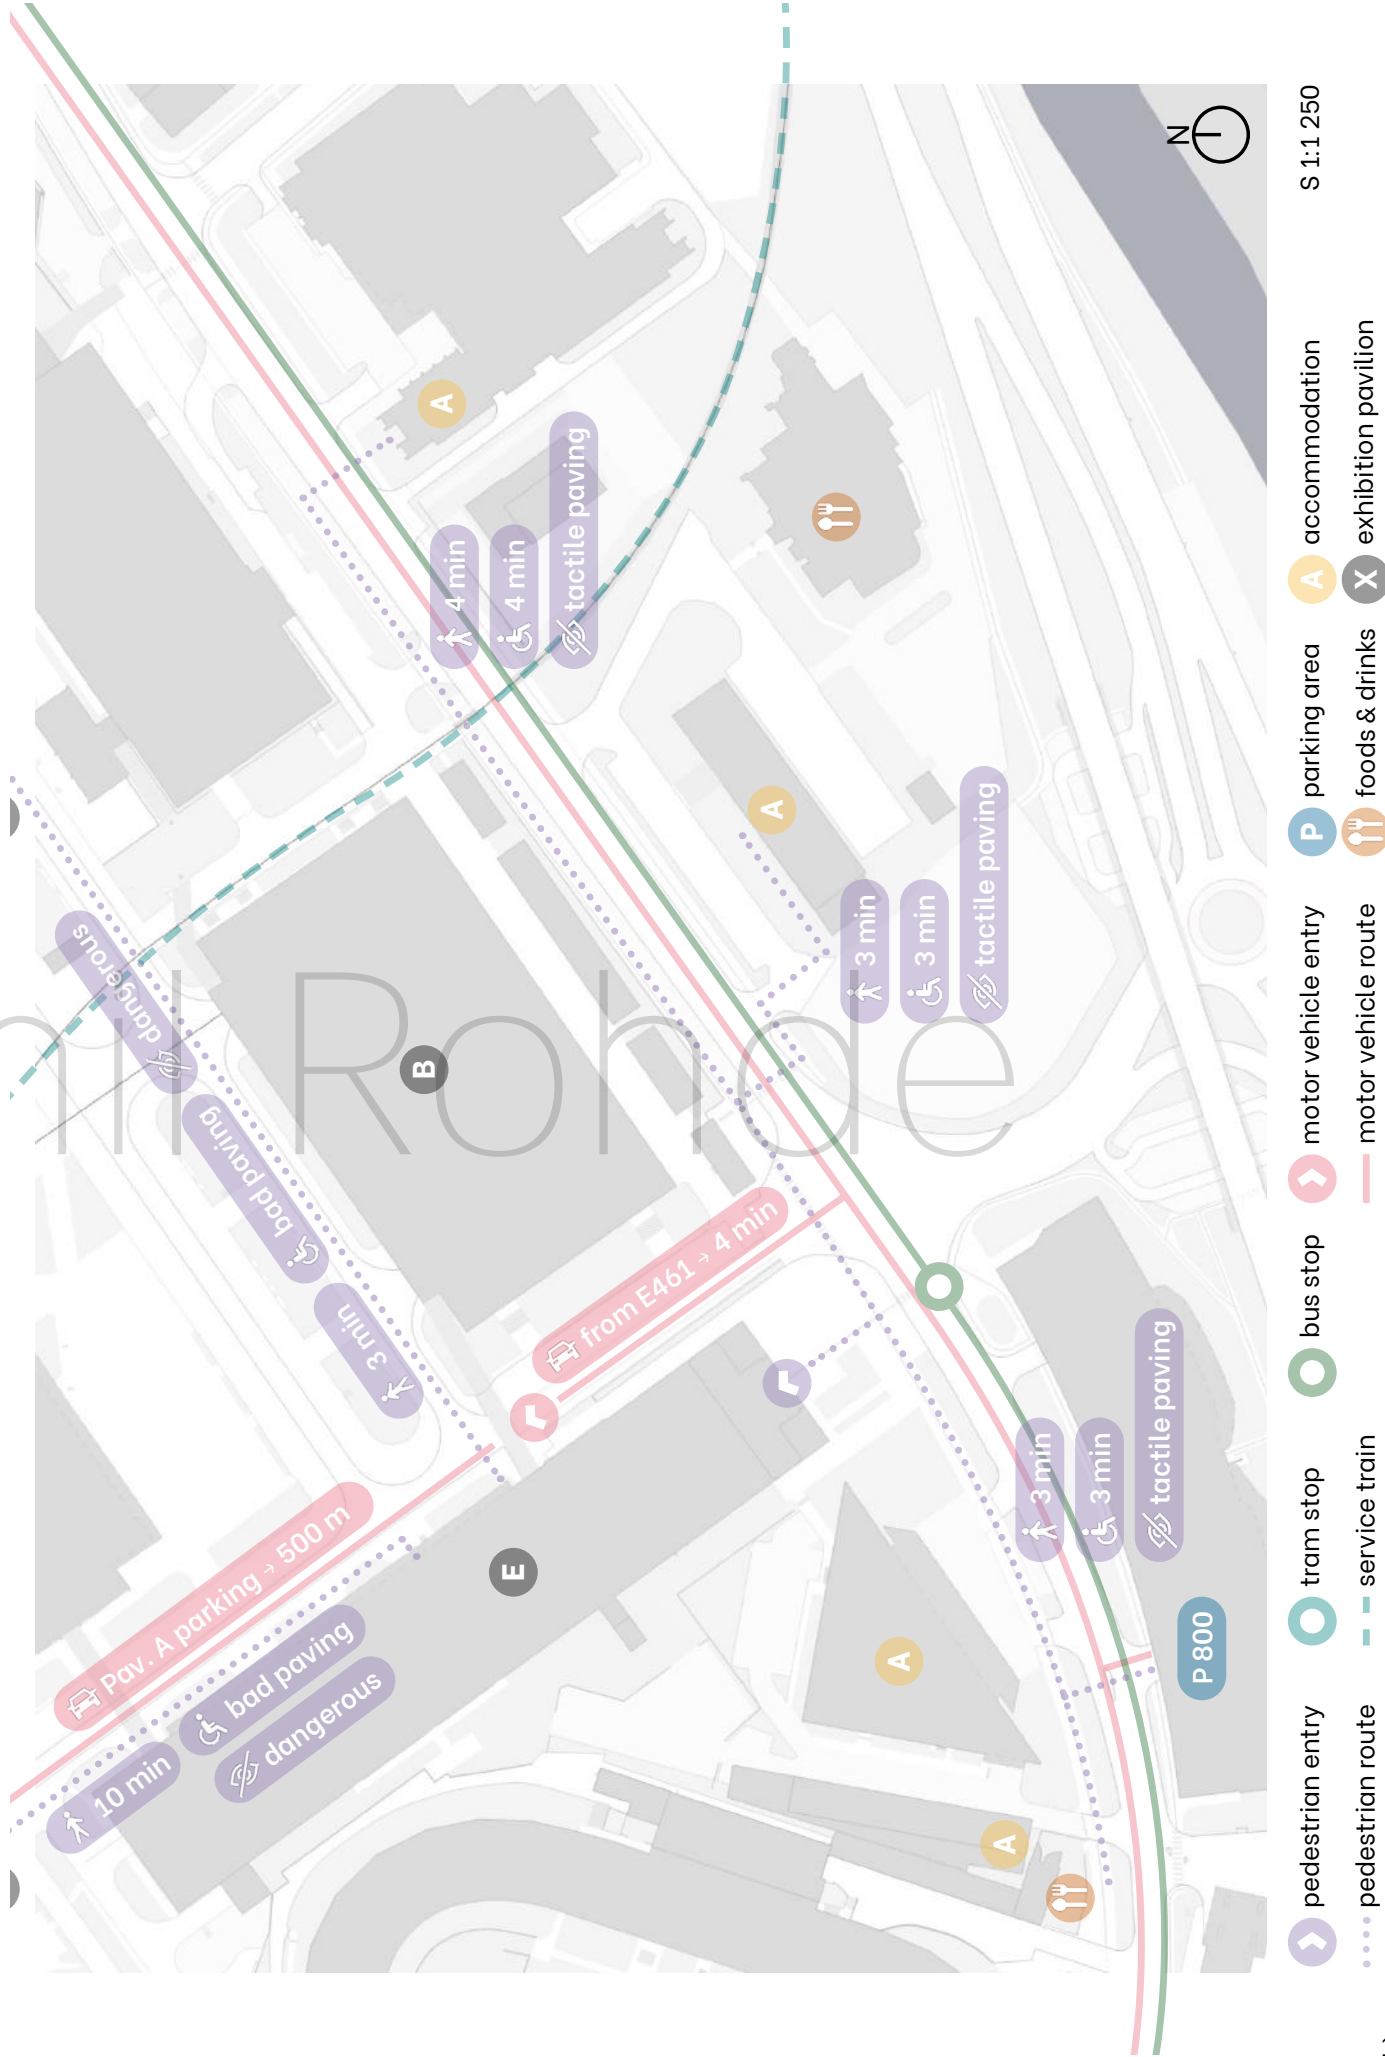 N
S 1:1 250
A
4 min
4 min
tactile paving
dangerous
bad paving
3 min
B
A
3 min
3 min
tactile paving
from E461 → 4 min
Pav. A parking → 500 m
10 min
bad paving
dangerous
E
A
3 min
3 min
tactile paving
P 800
A
nil Rohde
pedestrian entry
pedestrian route
tram stop
service train
bus stop
motor vehicle entry
motor vehicle route
P parking area
foods & drinks
A accommodation
X exhibition pavilion